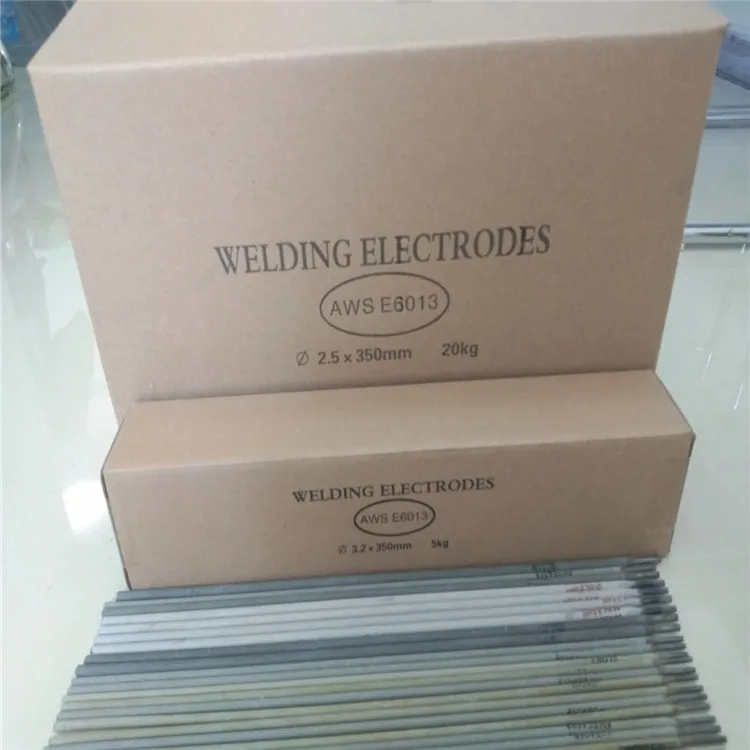 WELDING ELECTRODES
AWS E6013
Ø 2.5 x 350mm 20kg
WELDING ELECTRODES
AWS E6013
Ø 3.2 x 350mm 5kg